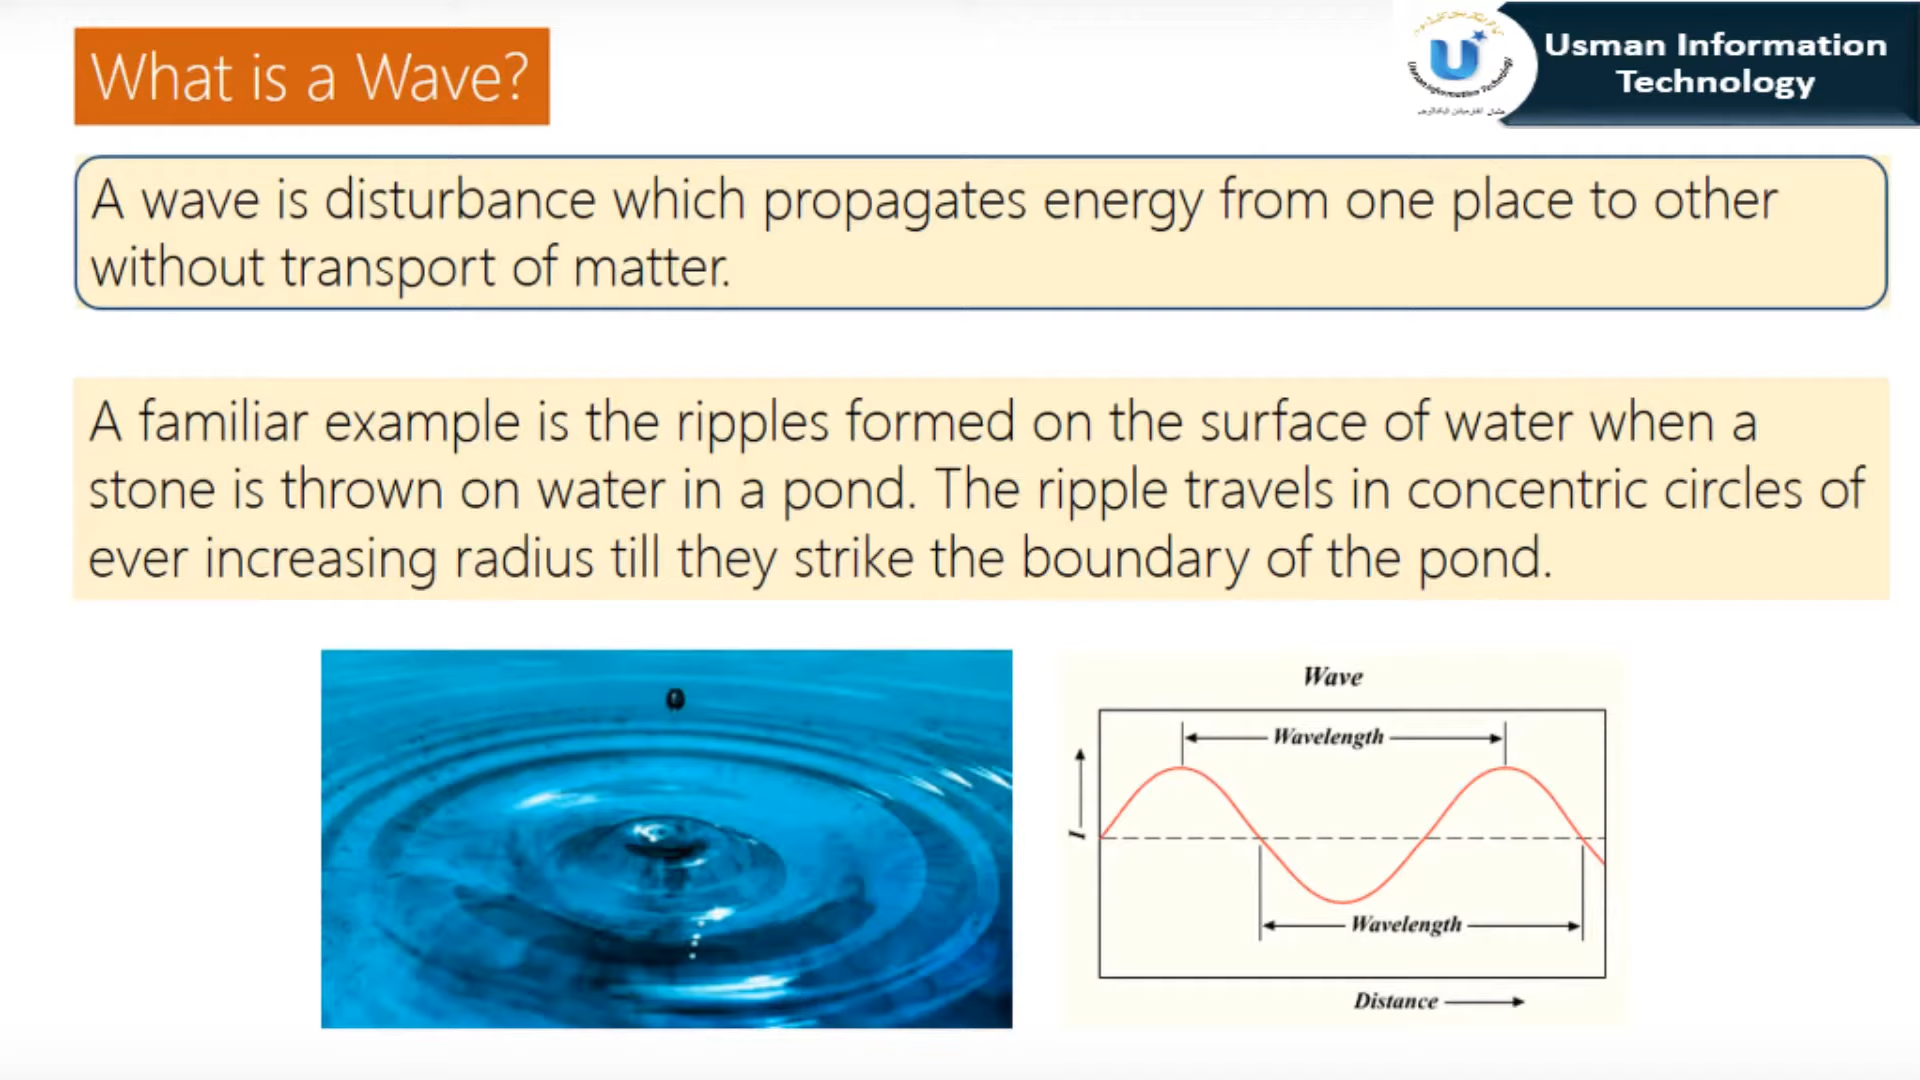 What is a Wave?
Usman Information
Technology
U
Usman Information Technology
A wave is disturbance which propagates energy from one place to other
without transport of matter.
A familiar example is the ripples formed on the surface of water when a
stone is thrown on water in a pond. The ripple travels in concentric circles of
ever increasing radius till they strike the boundary of the pond.
Wave
Wavelength
I
Wavelength
Distance